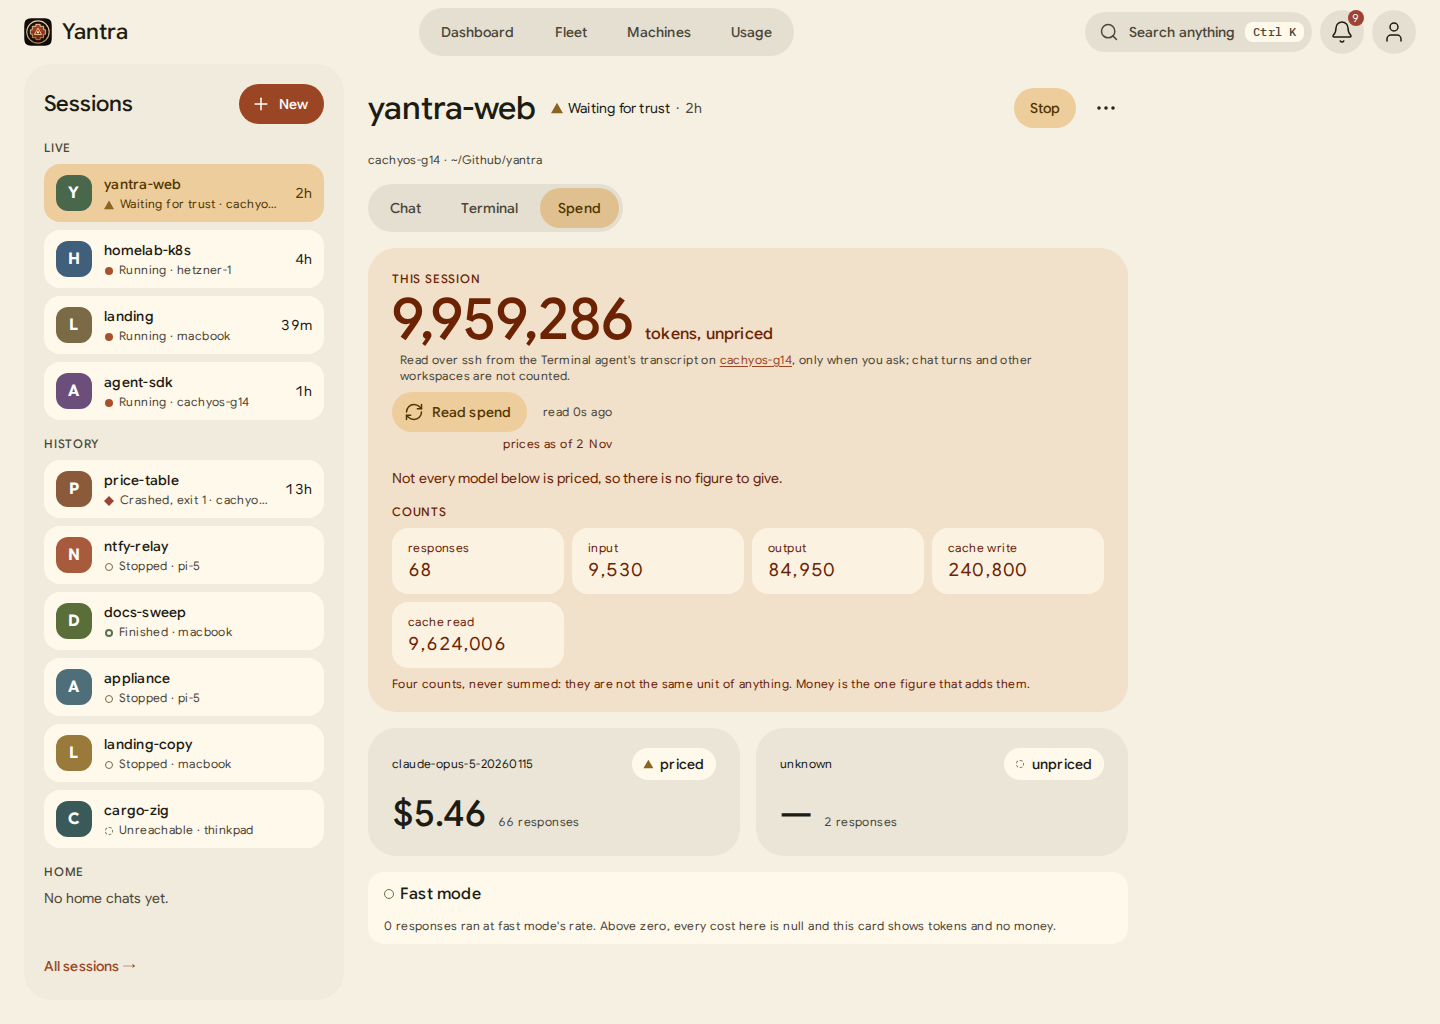 Yantra
Dashboard Fleet Machines Usage
Search anything Ctrl K
9
Sessions
New
LIVE
Y
yantra-web
Waiting for trust · cachyo...
2h
H
homelab-k8s
Running · hetzner-1
4h
L
landing
Running · macbook
39m
A
agent-sdk
Running · cachyos-g14
1h
HISTORY
P
price-table
Crashed, exit 1 · cachyo...
13h
N
ntfy-relay
Stopped · pi-5
D
docs-sweep
Finished · macbook
A
appliance
Stopped · pi-5
L
landing-copy
Stopped · macbook
C
cargo-zig
Unreachable · thinkpad
HOME
No home chats yet.
All sessions →
yantra-web Waiting for trust · 2h
Stop
cachyos-g14 · ~/Github/yantra
Chat Terminal Spend
THIS SESSION
9,959,286 tokens, unpriced
Read over ssh from the Terminal agent's transcript on cachyos-g14, only when you ask; chat turns and other
workspaces are not counted.
Read spend read 0s ago
prices as of 2 Nov
Not every model below is priced, so there is no figure to give.
COUNTS
responses
68
input
9,530
output
84,950
cache write
240,800
cache read
9,624,006
Four counts, never summed: they are not the same unit of anything. Money is the one figure that adds them.
claude-opus-5-20260115 priced
$5.46 66 responses
unknown unpriced
— 2 responses
Fast mode
0 responses ran at fast mode's rate. Above zero, every cost here is null and this card shows tokens and no money.